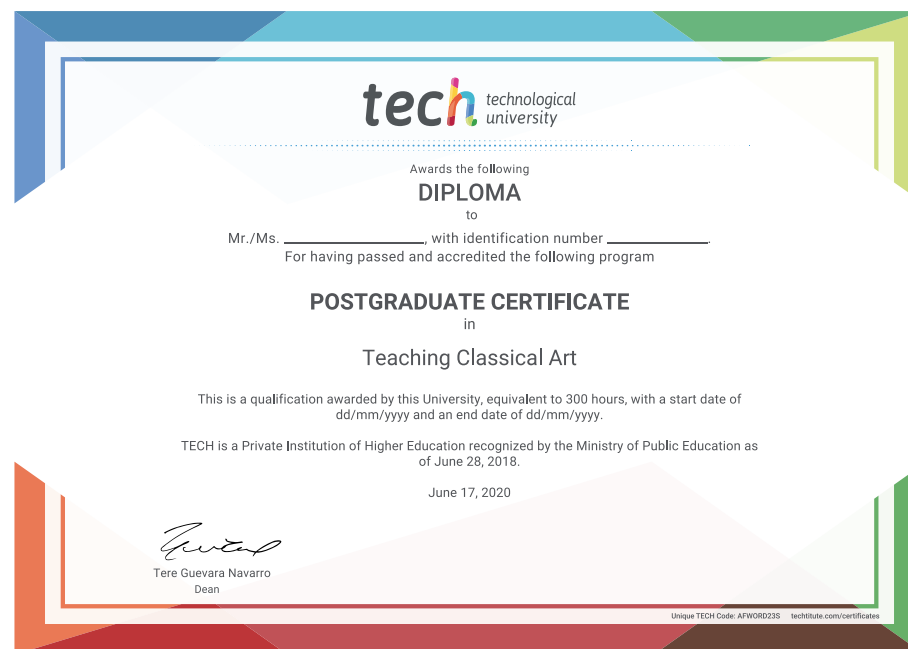 tech technological
university
Awards the following
DIPLOMA
to
Mr./Ms. ____________, with identification number ____________.
For having passed and accredited the following program
POSTGRADUATE CERTIFICATE
in
Teaching Classical Art
This is a qualification awarded by this University, equivalent to 300 hours, with a start date of
dd/mm/yyyy and an end date of dd/mm/yyyy.
TECH is a Private Institution of Higher Education recognized by the Ministry of Public Education as
of June 28, 2018.
June 17, 2020
Tere Guevara Navarro
Dean
Unique TECH Code: AFWORD23S techtitute.com/certificates